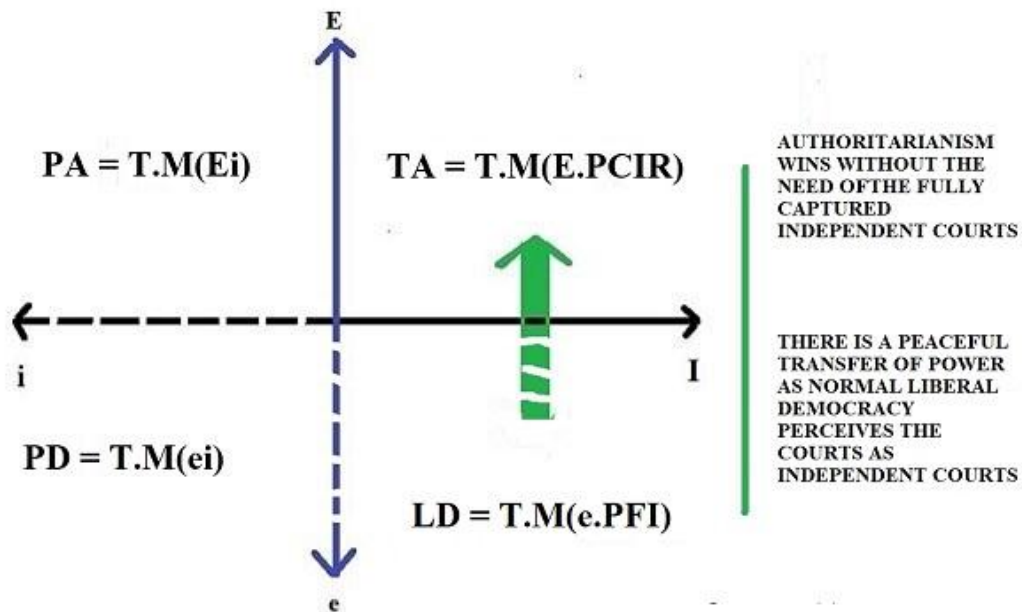 E
PA = T.M(Ei)
TA = T.M(E.PCIR)
AUTHORITARIANISM
WINS WITHOUT THE
NEED OFTHE FULLY
CAPTURED
INDEPENDENT COURTS
i
I
THERE IS A PEACEFUL
TRANSFER OF POWER
AS NORMAL LIBERAL
DEMOCRACY
PERCEIVES THE
COURTS AS
INDEPENDENT COURTS
PD = T.M(ei)
LD = T.M(e.PFI)
e